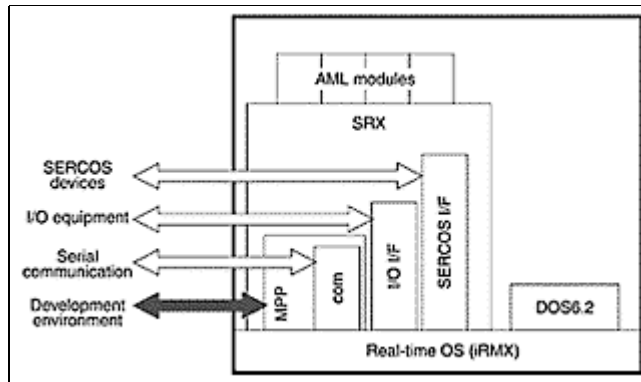 AML modules
SRX
SERCOS
devices
I/O equipment
Serial
communication
Development
environment
MPP
com
I/O I/F
SERCOS I/F
DOS6.2
Real-time OS (iRMX)